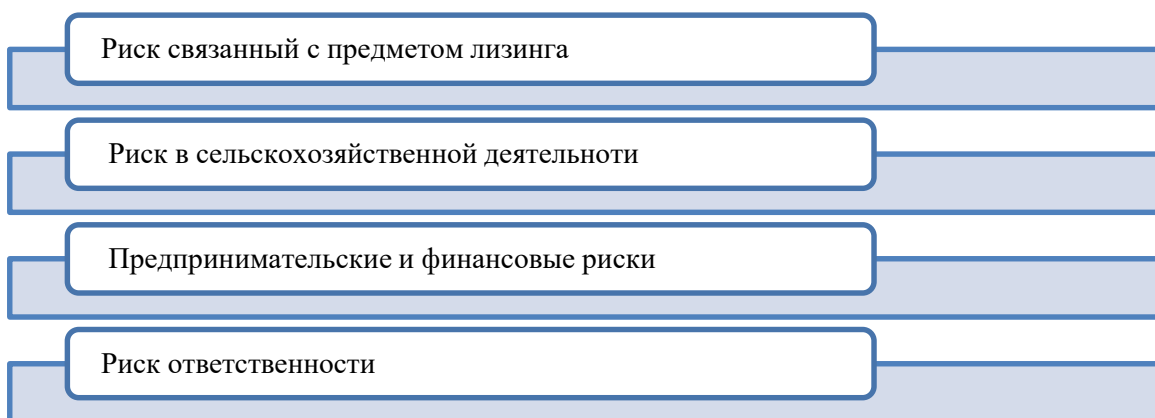 Риск связанный с предметом лизинга
Риск в сельскохозяйственной деятельноти
Предпринимательские и финансовые риски
Риск ответственности